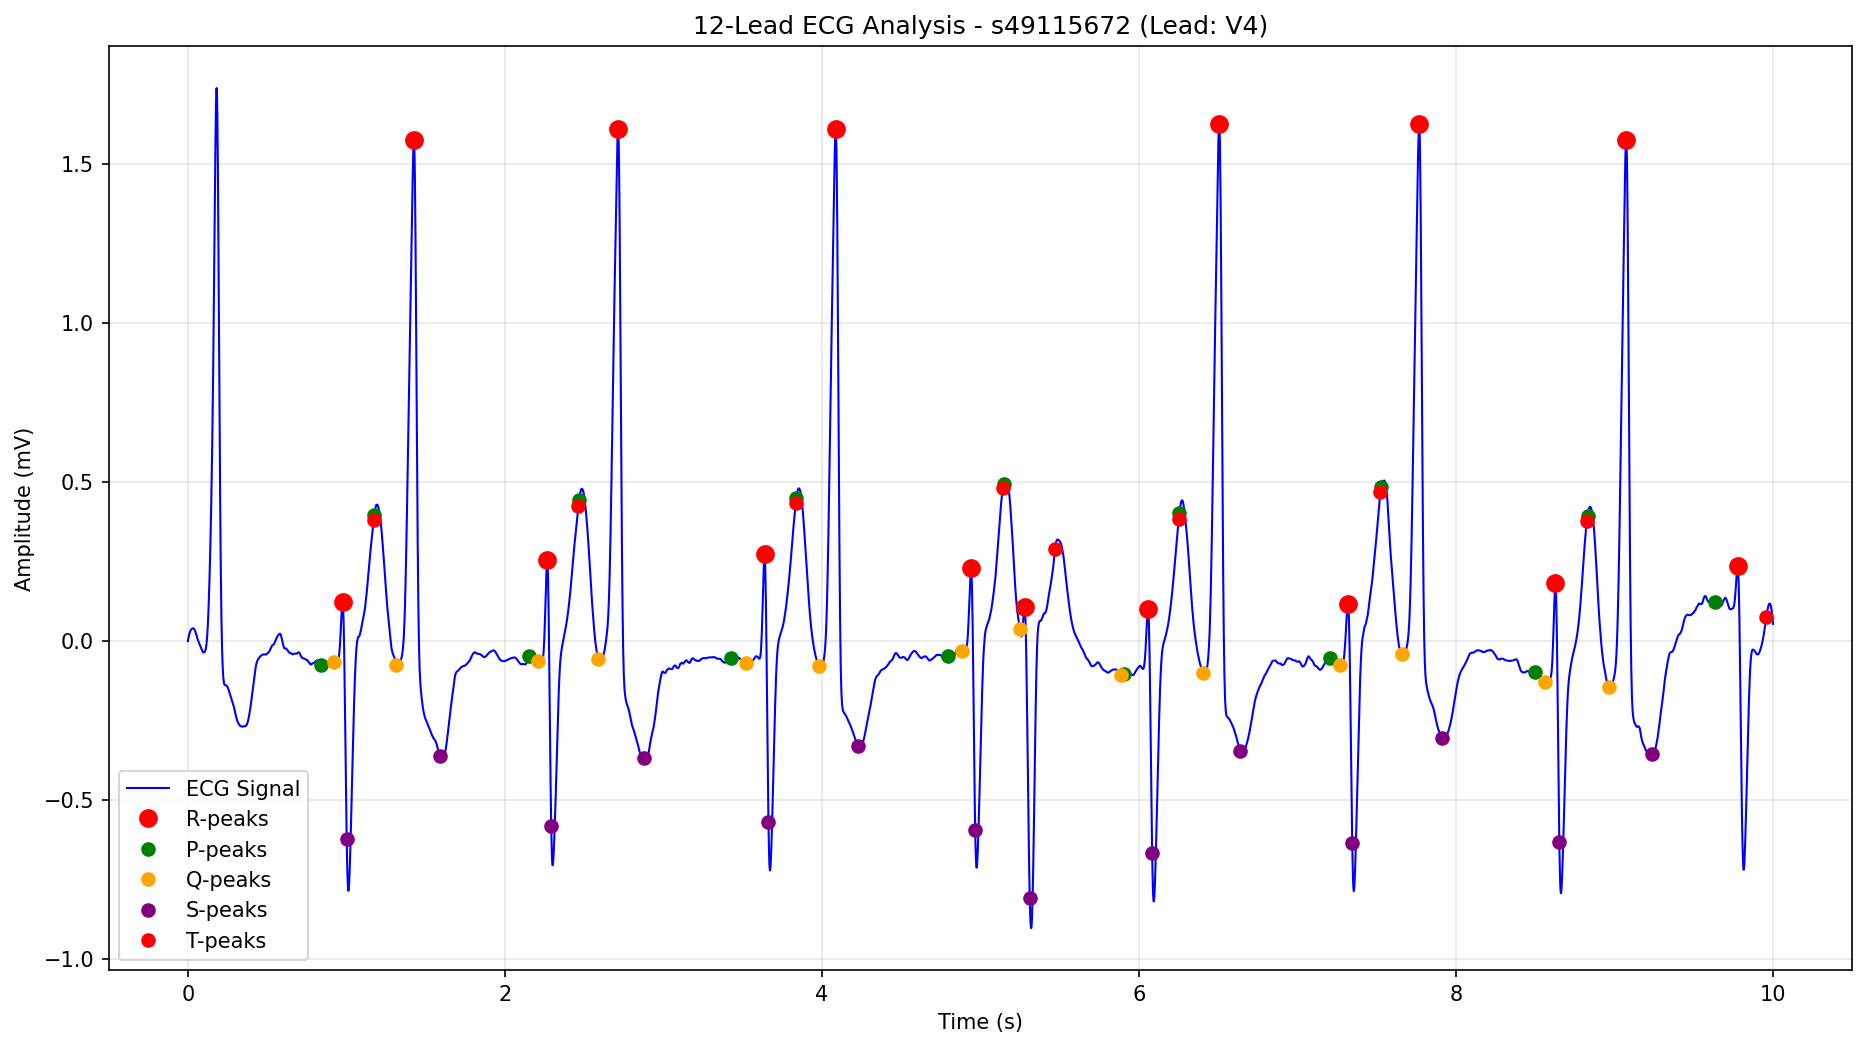 12-Lead ECG Analysis - s49115672 (Lead: V4)
Amplitude (mV)
1.5
1.0
0.5
0.0
−0.5
−1.0
ECG Signal
R-peaks
P-peaks
Q-peaks
S-peaks
T-peaks
0 2 4 6 8 10
Time (s)